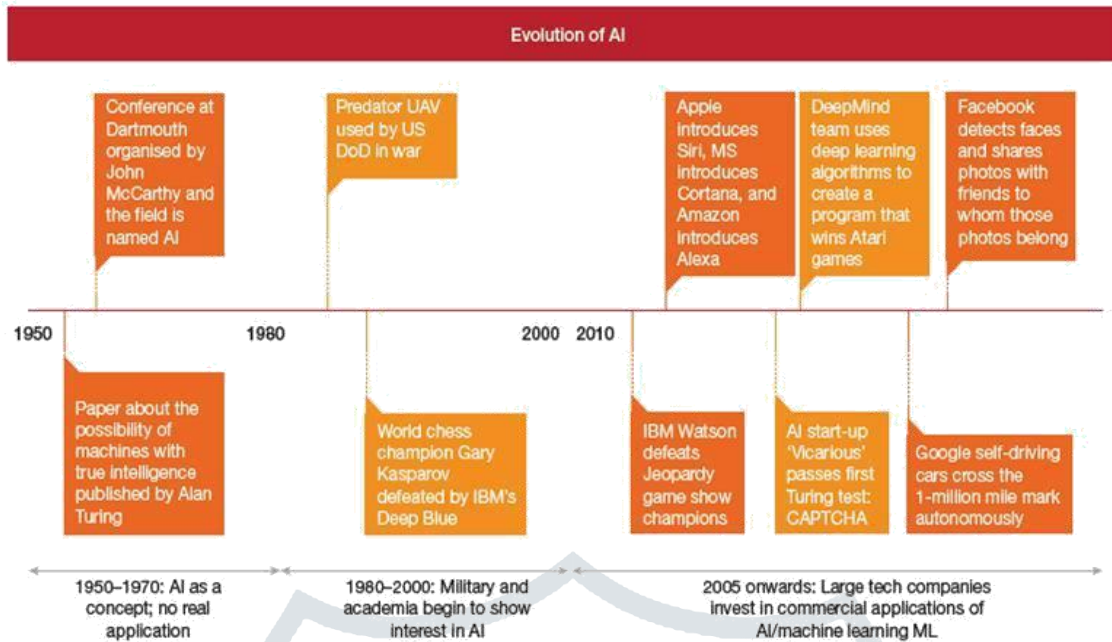 Evolution of AI
Conference at
Dartmouth
organised by
John
McCarthy and
the field is
named AI
Predator UAV
used by US
DoD in war
Apple
introduces
Siri, MS
introduces
Cortana, and
Amazon
introduces
Alexa
DeepMind
team uses
deep learning
algorithms to
create a
program that
wins Atari
games
Facebook
detects faces
and shares
photos with
friends to
whom those
photos belong
1950
1980
2000
2010
Paper about the
possibility of
machines with
true intelligence
published by Alan
Turing
World chess
champion Gary
Kasparov
defeated by IBM's
Deep Blue
IBM Watson
defeats
Jeopardy
game show
champions
AI start-up
'Vicarious'
passes first
Turing test:
CAPTCHA
Google self-driving
cars cross the
1-million mile mark
autonomously
1950–1970: AI as a
concept; no real
application
1980–2000: Military and
academia begin to show
interest in AI
2005 onwards: Large tech companies
invest in commercial applications of
AI/machine learning ML